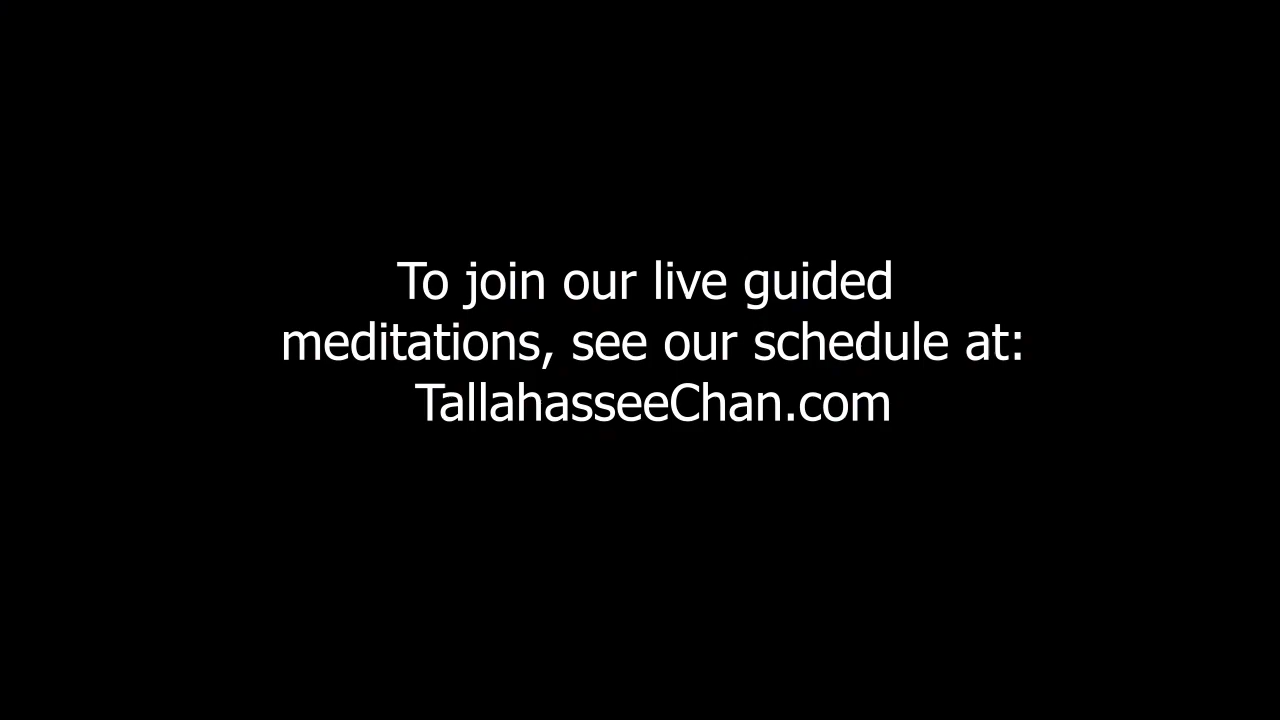 To join our live guided
meditations, see our schedule at:
TallahasseeChan.com